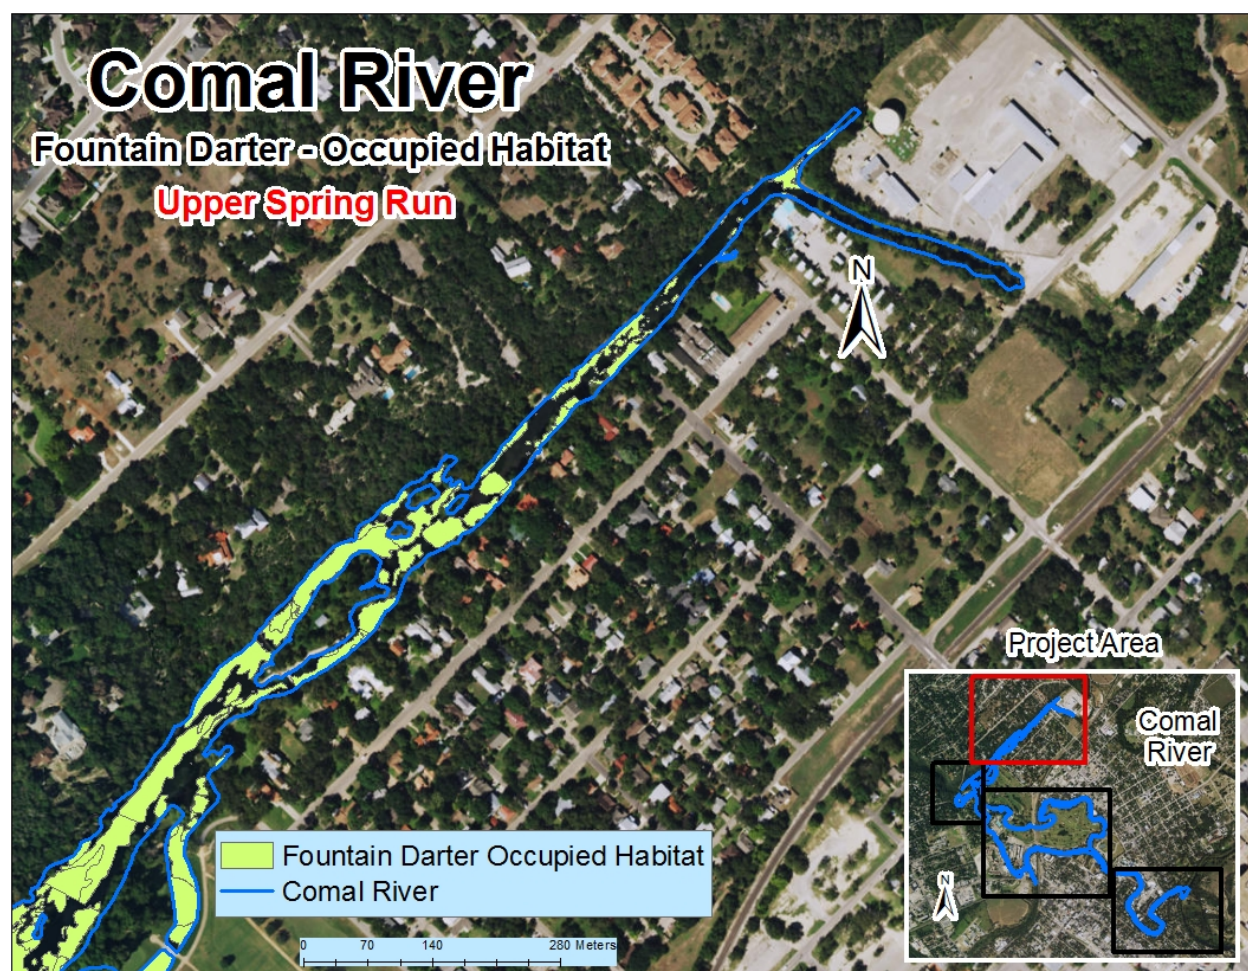 Comal River
Fountain Darter - Occupied Habitat
Upper Spring Run
N
Project Area
Comal
River
N
Fountain Darter Occupied Habitat
Comal River
0 70 140 280 Meters